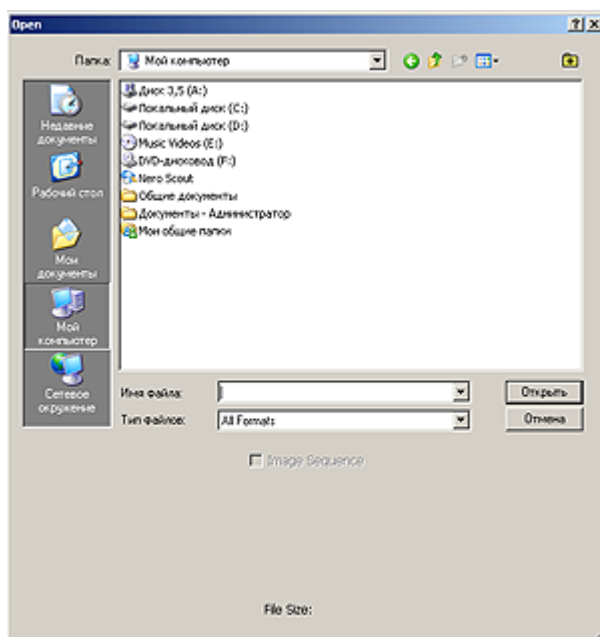 Open
Папка:
Мой компьютер
Недавние
документы
Рабочий стол
Мои
документы
Мой
компьютер
Сетевое
окружение
Диск 3,5 (A:)
Локальный диск (C:)
Локальный диск (D:)
Music Videos (E:)
DVD-дисковод (F:)
Nero Scout
Общие документы
Документы - Администратор
Мои общие папки
Имя файла:
Открыть
Тип файлов:
All Formats
Отмена
Image Sequence
File Size: